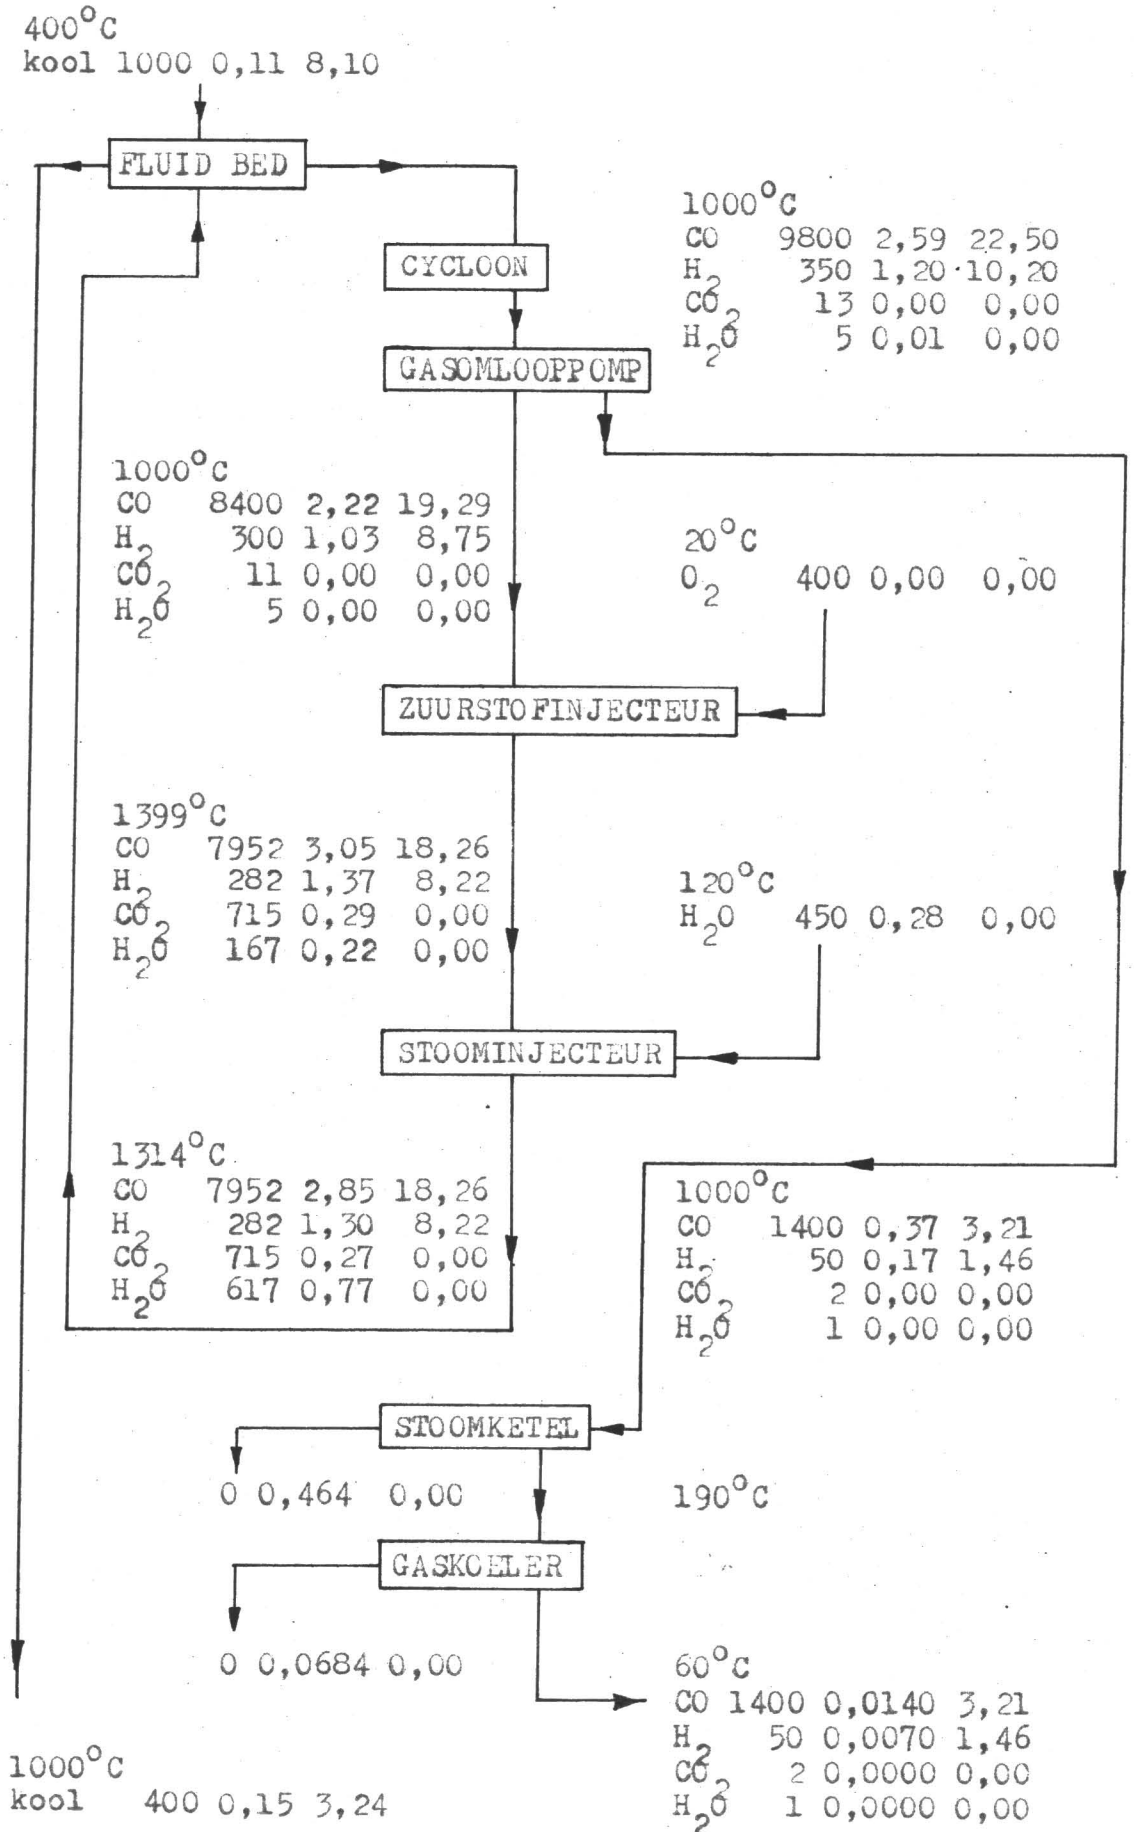 400°C
kool 1000 0,11 8,10
FLUID BED
CYCLOON
1000°C
CO 9800 2,59 22,50
H2 350 1,20 10,20
CO2 13 0,00 0,00
H2O 5 0,01 0,00
GASOMLOOPPOMP
1000°C
CO 8400 2,22 19,29
H2 300 1,03 8,75
CO2 11 0,00 0,00
H2O 5 0,00 0,00
20°C
O2 400 0,00 0,00
ZUURSTOFINJECTEUR
1399°C
CO 7952 3,05 18,26
H2 282 1,37 8,22
CO2 715 0,29 0,00
H2O 167 0,22 0,00
120°C
H2O 450 0,28 0,00
STOOMINJECTEUR
1314°C
CO 7952 2,85 18,26
H2 282 1,30 8,22
CO2 715 0,27 0,00
H2O 617 0,77 0,00
1000°C
CO 1400 0,37 3,21
H2 50 0,17 1,46
CO2 2 0,00 0,00
H2O 1 0,00 0,00
STOOMKETEL
0 0,464 0,00
190°C
GASKOELER
0 0,0684 0,00
60°C
CO 1400 0,0140 3,21
H2 50 0,0070 1,46
CO2 2 0,0000 0,00
H2O 1 0,0000 0,00
1000°C
kool 400 0,15 3,24